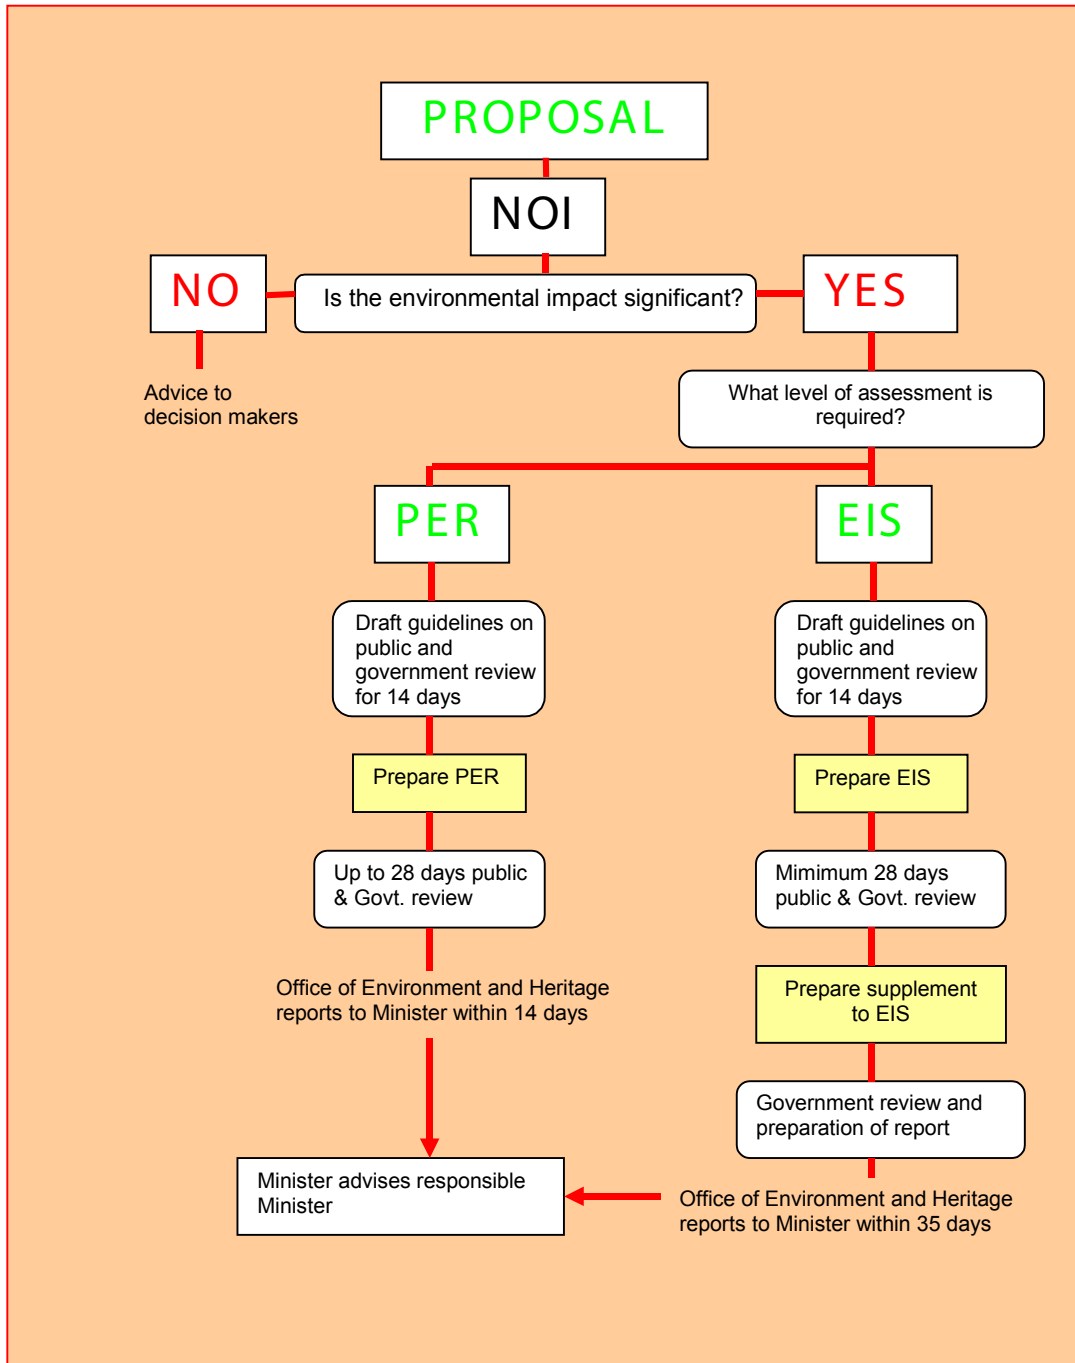 PROPOSAL
NOI
NO
Is the environmental impact significant?
YES
Advice to
decision makers
What level of assessment is
required?
PER
EIS
Draft guidelines on
public and
government review
for 14 days
Draft guidelines on
public and
government review
for 14 days
Prepare PER
Prepare EIS
Up to 28 days public
& Govt. review
Mimimum 28 days
public & Govt. review
Office of Environment and Heritage
reports to Minister within 14 days
Prepare supplement
to EIS
Government review and
preparation of report
Minister advises responsible
Minister
Office of Environment and Heritage
reports to Minister within 35 days